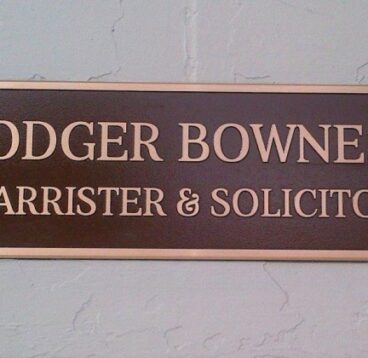 ODGER BOWNE
ARRISTER & SOLICITO